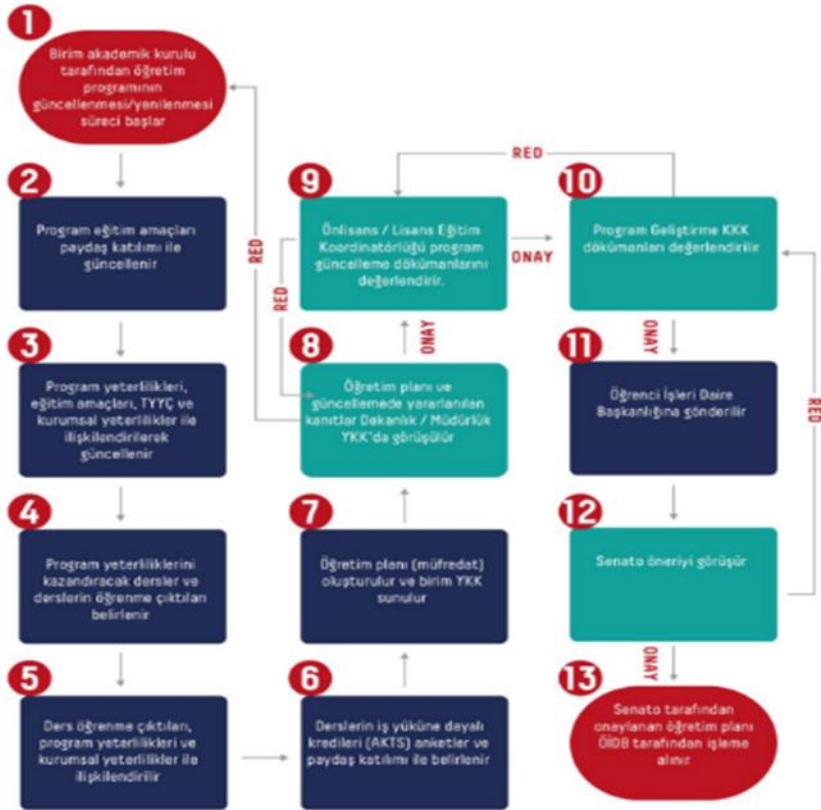 1
Birim akademik kurulu
tarafından öğretim
programının
güncellenmesi/yenilenmesi
süreci başlar
2
Program eğitim amaçları
paydaş katılımı ile
güncellenir
3
Program yeterlilikleri,
eğitim amaçları, TYYÇ ve
kurumsal yeterlilikler ile
ilişkilendirilerek
güncellenir
4
Program yeterliliklerini
kazandıracak dersler ve
derslerin öğrenme çıktıları
belirlenir
5
Ders öğrenme çıktıları,
program yeterlilikleri ve
kurumsal yeterlilikler ile
ilişkilendirilir
6
Derslerin iş yüküne dayalı
kredileri (AKTS) anketler ve
paydaş katılımı ile belirlenir
7
Öğretim planı (müfredat)
oluşturulur ve birim YKK
sunulur
8
Öğretim planı ve
güncellemede yararlanılan
kanıtlar Dekanlık / Müdürlük
YKK'da görüşülür
RED
ONAY
9
Önlisans / Lisans Eğitim
Koordinatörlüğü program
güncelleme dökümanlarını
değerlendirir.
RED
ONAY
10
Program Geliştirme KKK
dökümanları değerlendirilir
RED
ONAY
11
Öğrenci İşleri Daire
Başkanlığına gönderilir
12
Senato öneriyi görüşür
RED
ONAY
13
Senato tarafından
onaylanan öğretim planı
ÖİDB tarafından işleme
alınır